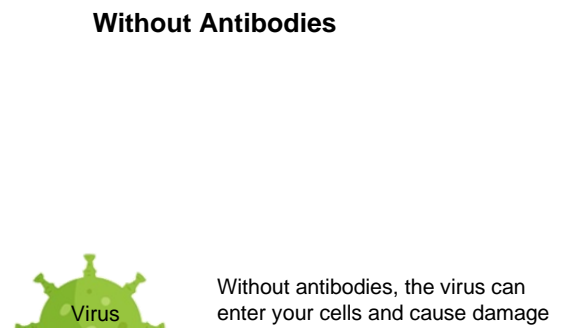 Without Antibodies
Without antibodies, the virus can
Virus
enter your cells and cause damage